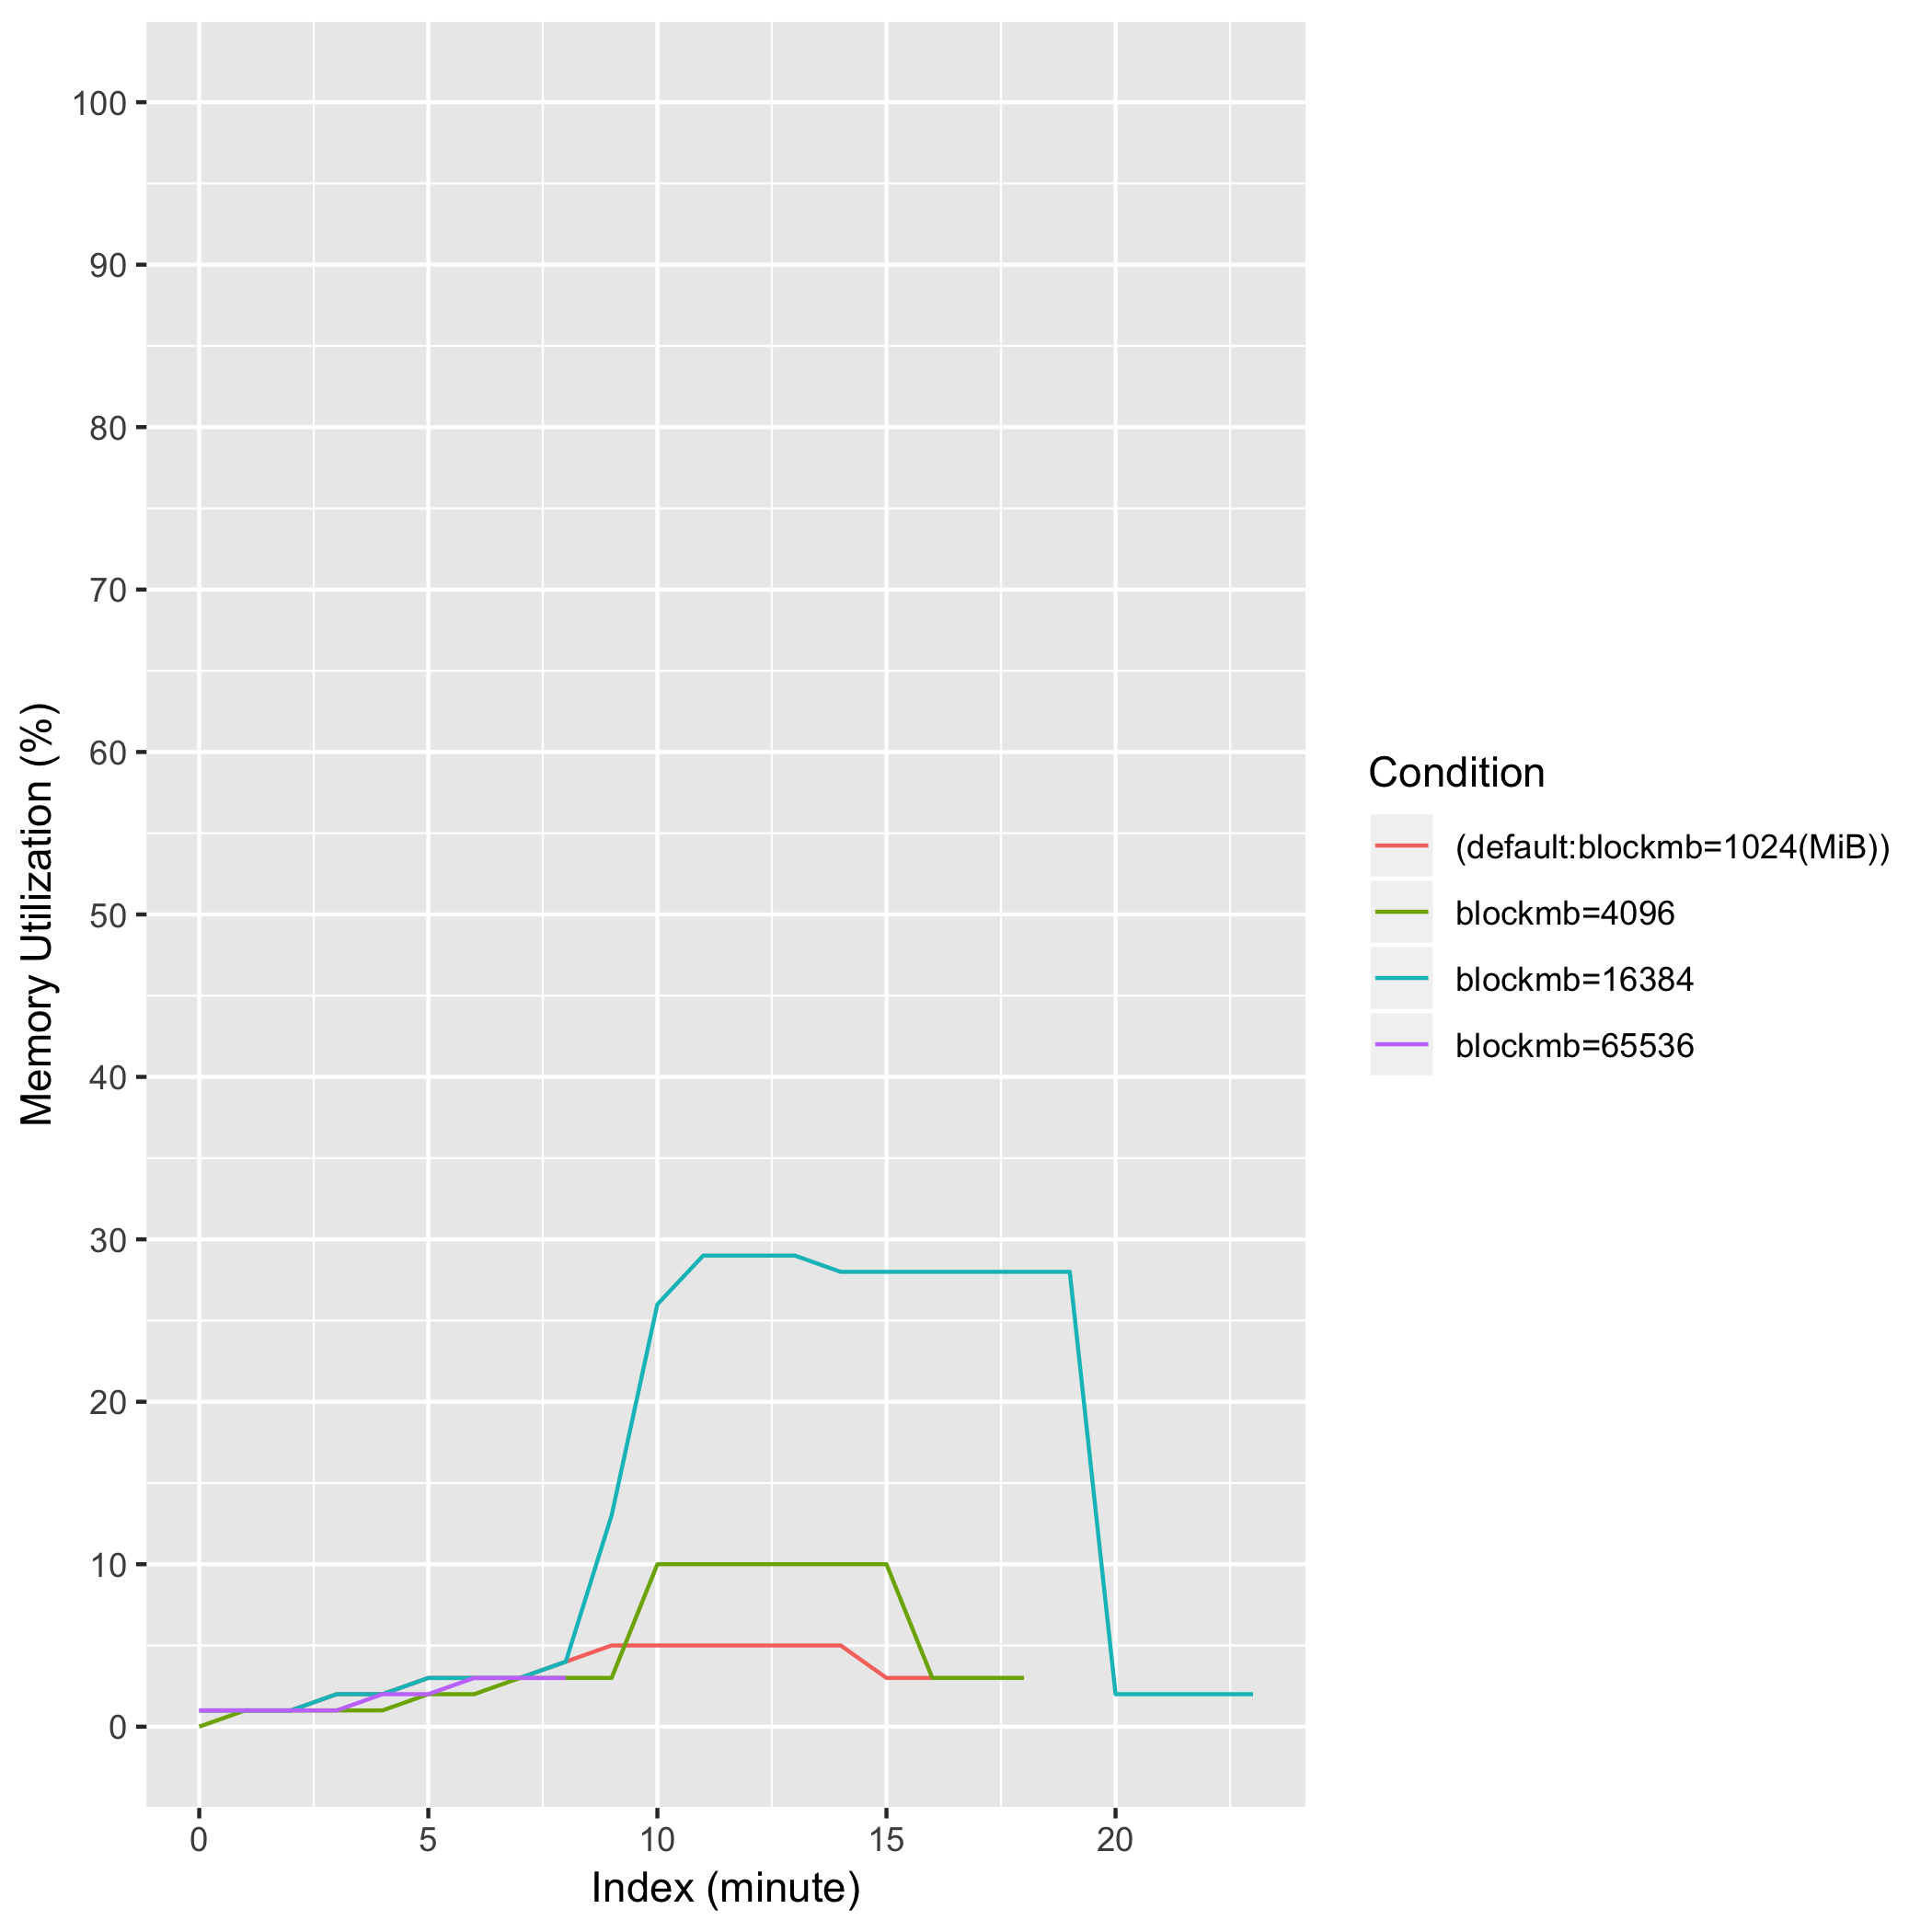 Memory Utilization (%)
100
90
80
70
60
50
40
30
20
10
0
0 5 10 15 20
Index (minute)
Condition
(default:blockmb=1024(MiB))
blockmb=4096
blockmb=16384
blockmb=65536